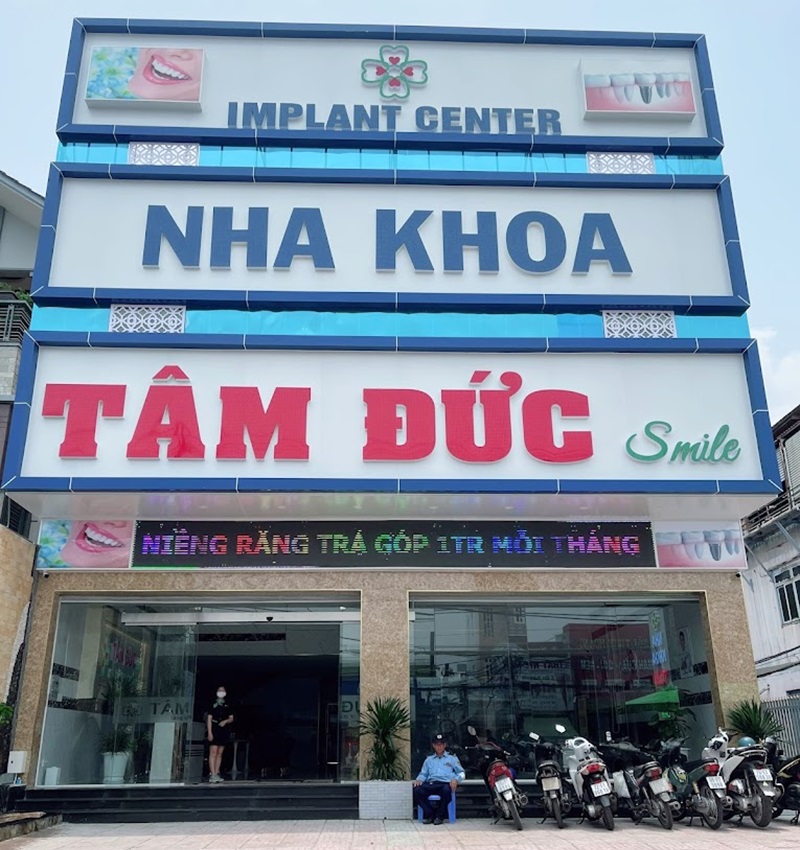 IMPLANT CENTER
NHA KHOA
TÂM ĐỨC Smile
NIỀNG RĂNG TRẢ GÓP 1TR MỖI THÁNG